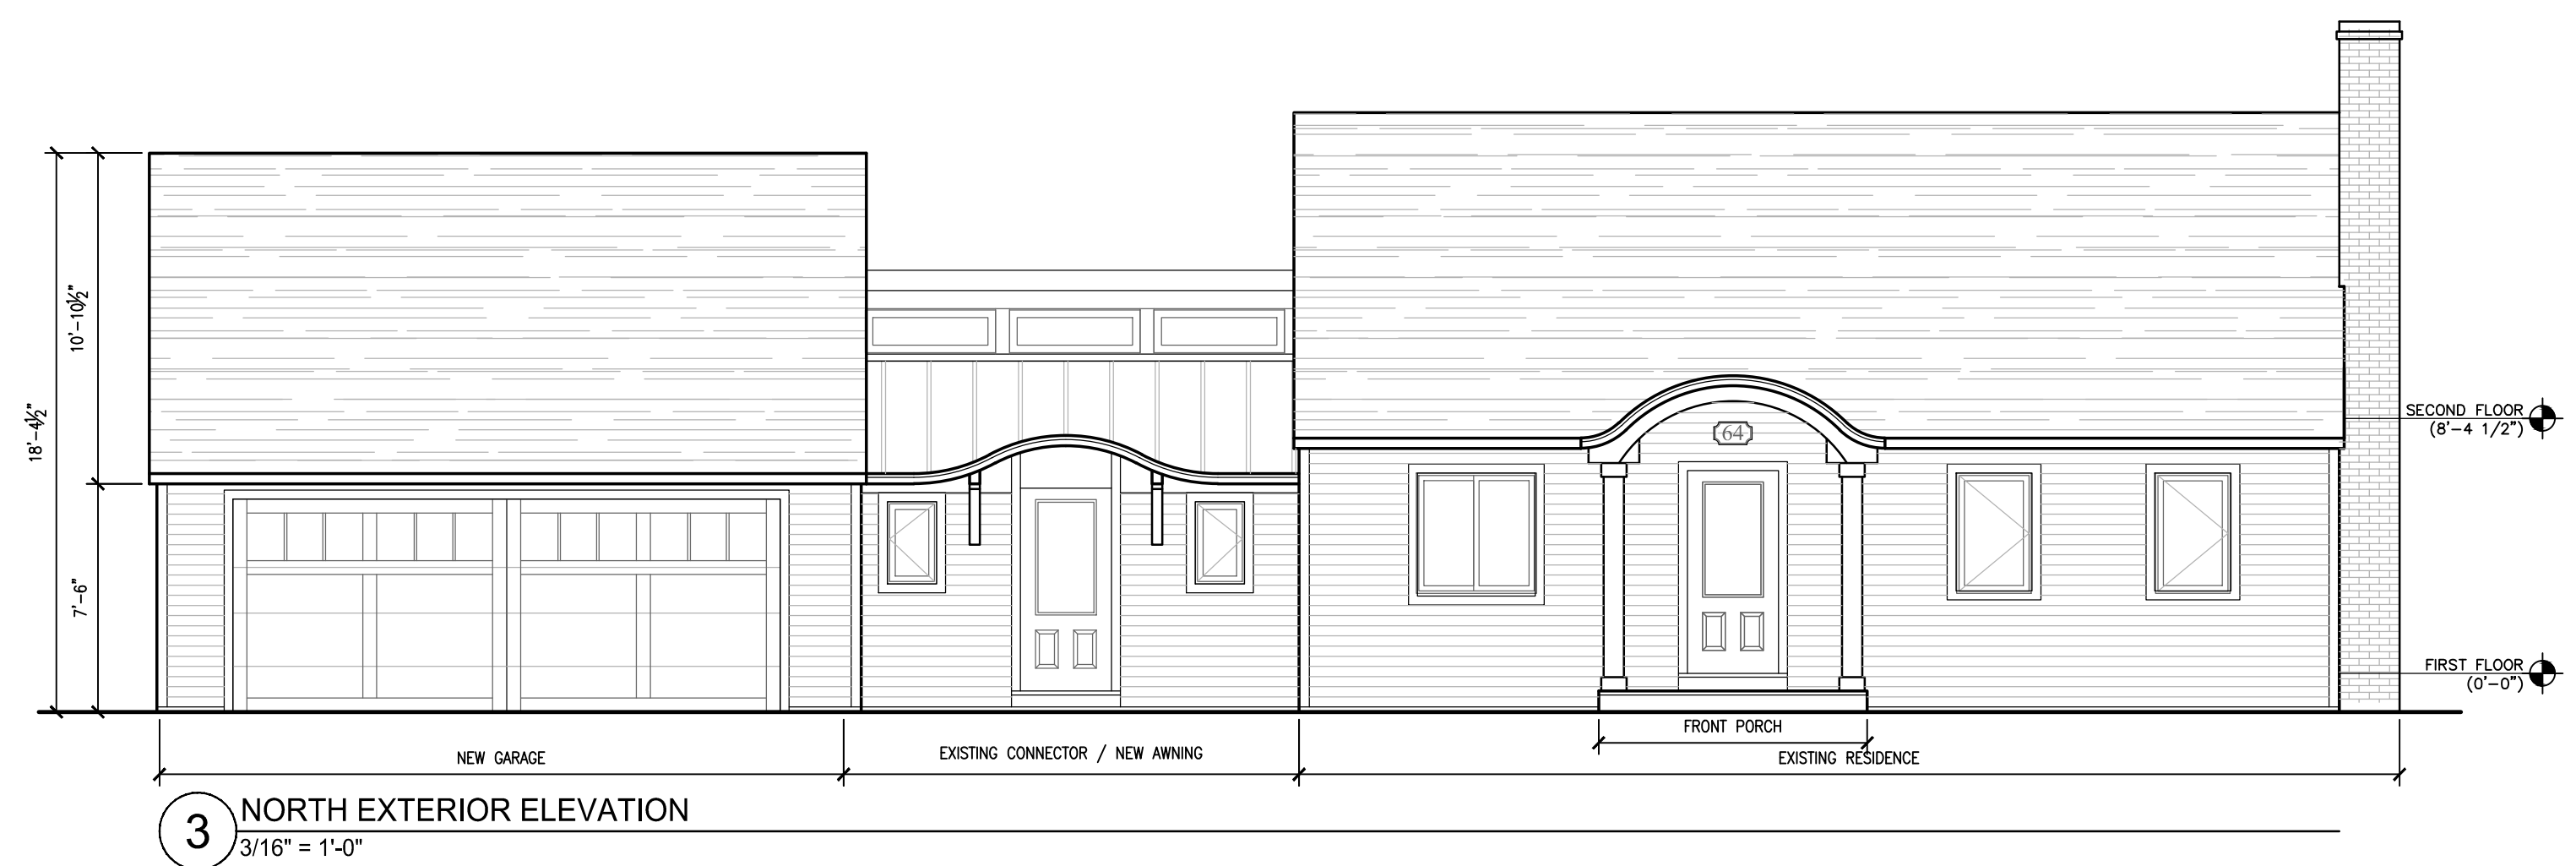 64
SECOND FLOOR
(8'-4 1/2")
10'-10½"
18'-4½"
7'-6"
FIRST FLOOR
(0'-0")
FRONT PORCH
NEW GARAGE
EXISTING CONNECTOR / NEW AWNING
EXISTING RESIDENCE
3
NORTH EXTERIOR ELEVATION
3/16" = 1'-0"